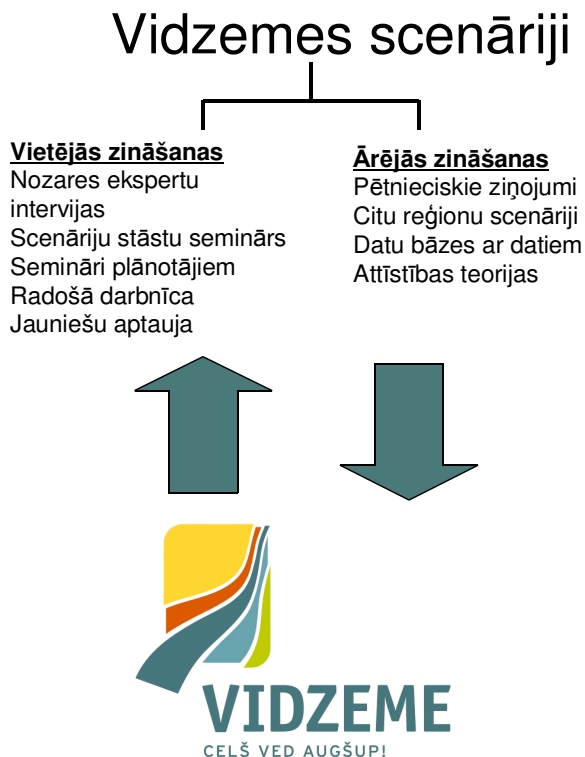 Vidzemes scenāriji
Vietējās zināšanas
Nozares ekspertu
intervijas
Scenāriju stāstu seminārs
Semināri plānotājiem
Radošā darbnīca
Jauniešu aptauja
Ārējās zināšanas
Pētnieciskie ziņojumi
Citu reģionu scenāriji
Datu bāzes ar datiem
Attīstības teorijas
VIDZEME
CEĻŠ VED AUGŠUP!